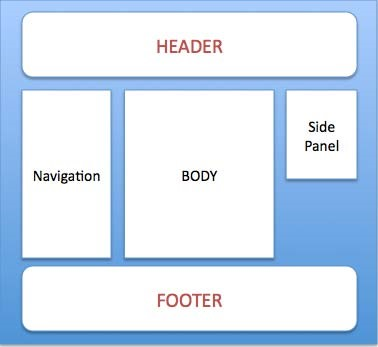 HEADER
Navigation
BODY
Side
Panel
FOOTER